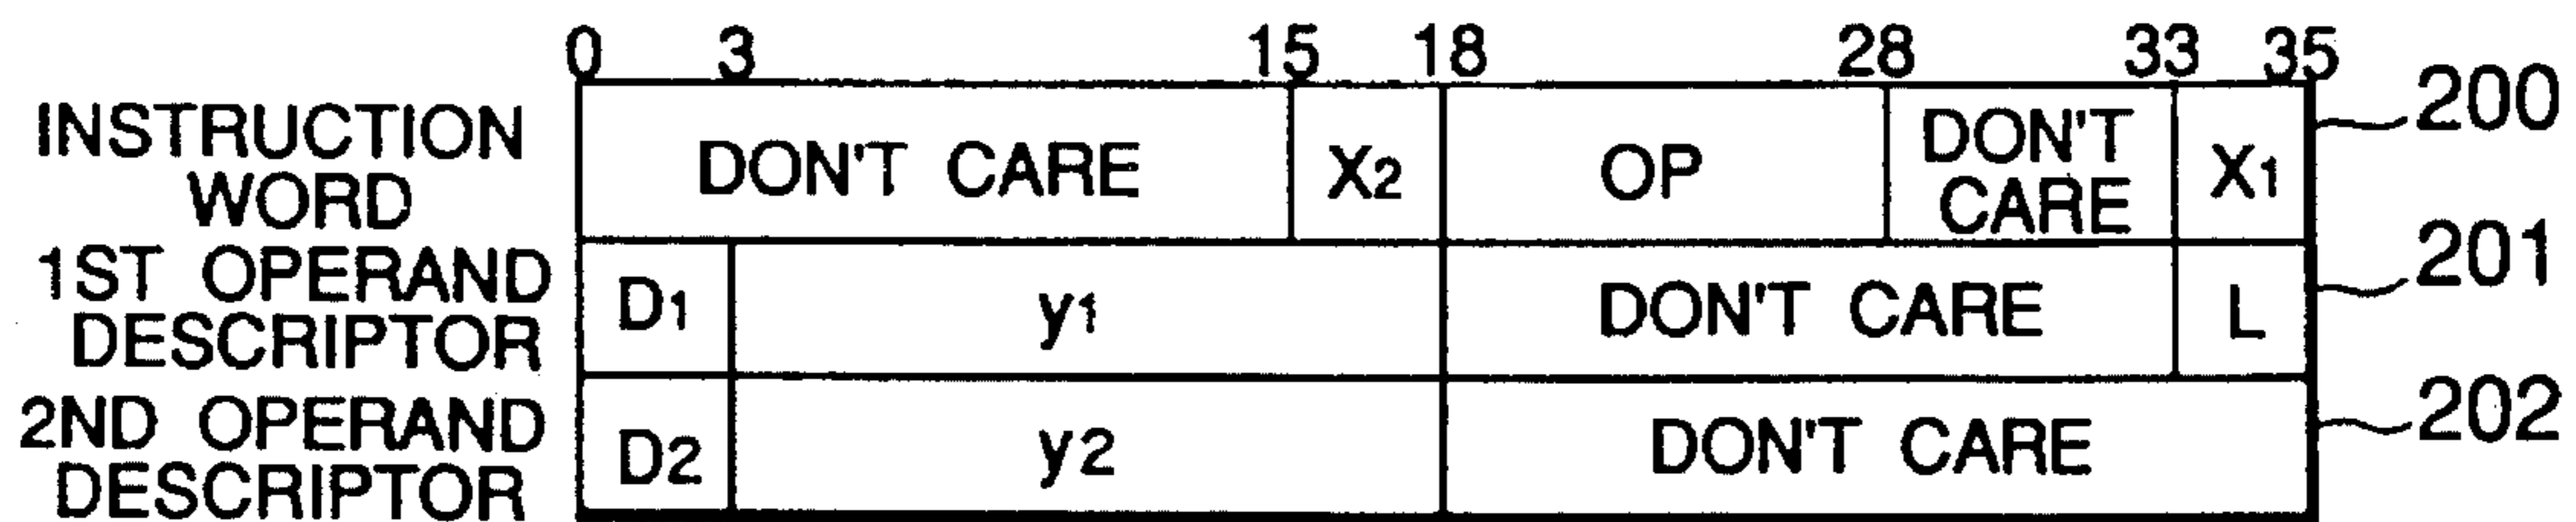 0 3 15 18 28 33 35
INSTRUCTION WORD DON'T CARE X2 OP DON'T CARE X1 200
1ST OPERAND DESCRIPTOR D1 y1 DON'T CARE L 201
2ND OPERAND DESCRIPTOR D2 y2 DON'T CARE 202